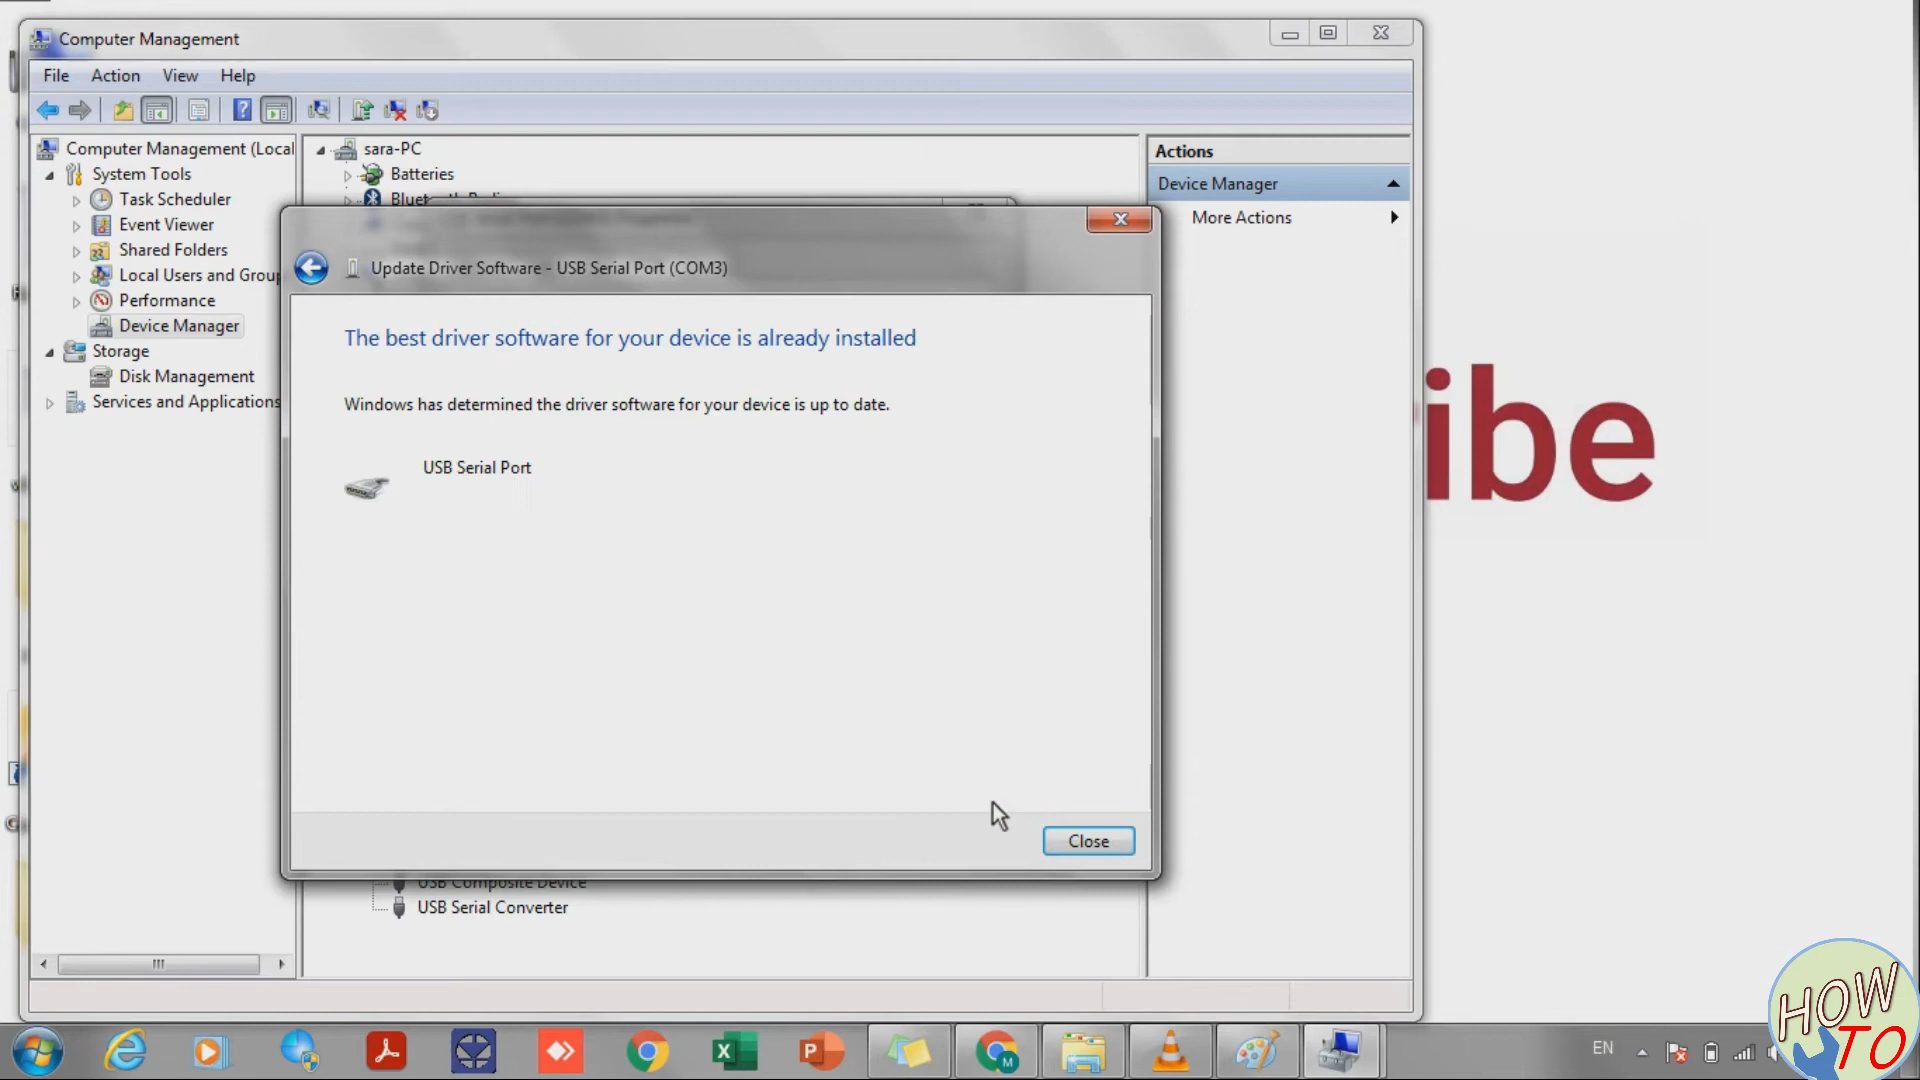 Computer Management
File Action View Help
Computer Management (Local
System Tools
Task Scheduler
Event Viewer
Shared Folders
Local Users and Group
Performance
Device Manager
Storage
Disk Management
Services and Applications
sara-PC
Batteries
Update Driver Software - USB Serial Port (COM3)
The best driver software for your device is already installed
Windows has determined the driver software for your device is up to date.
USB Serial Port
Close
USB Composite Device
USB Serial Converter
Actions
Device Manager
More Actions
ibe
EN
HOW
TO